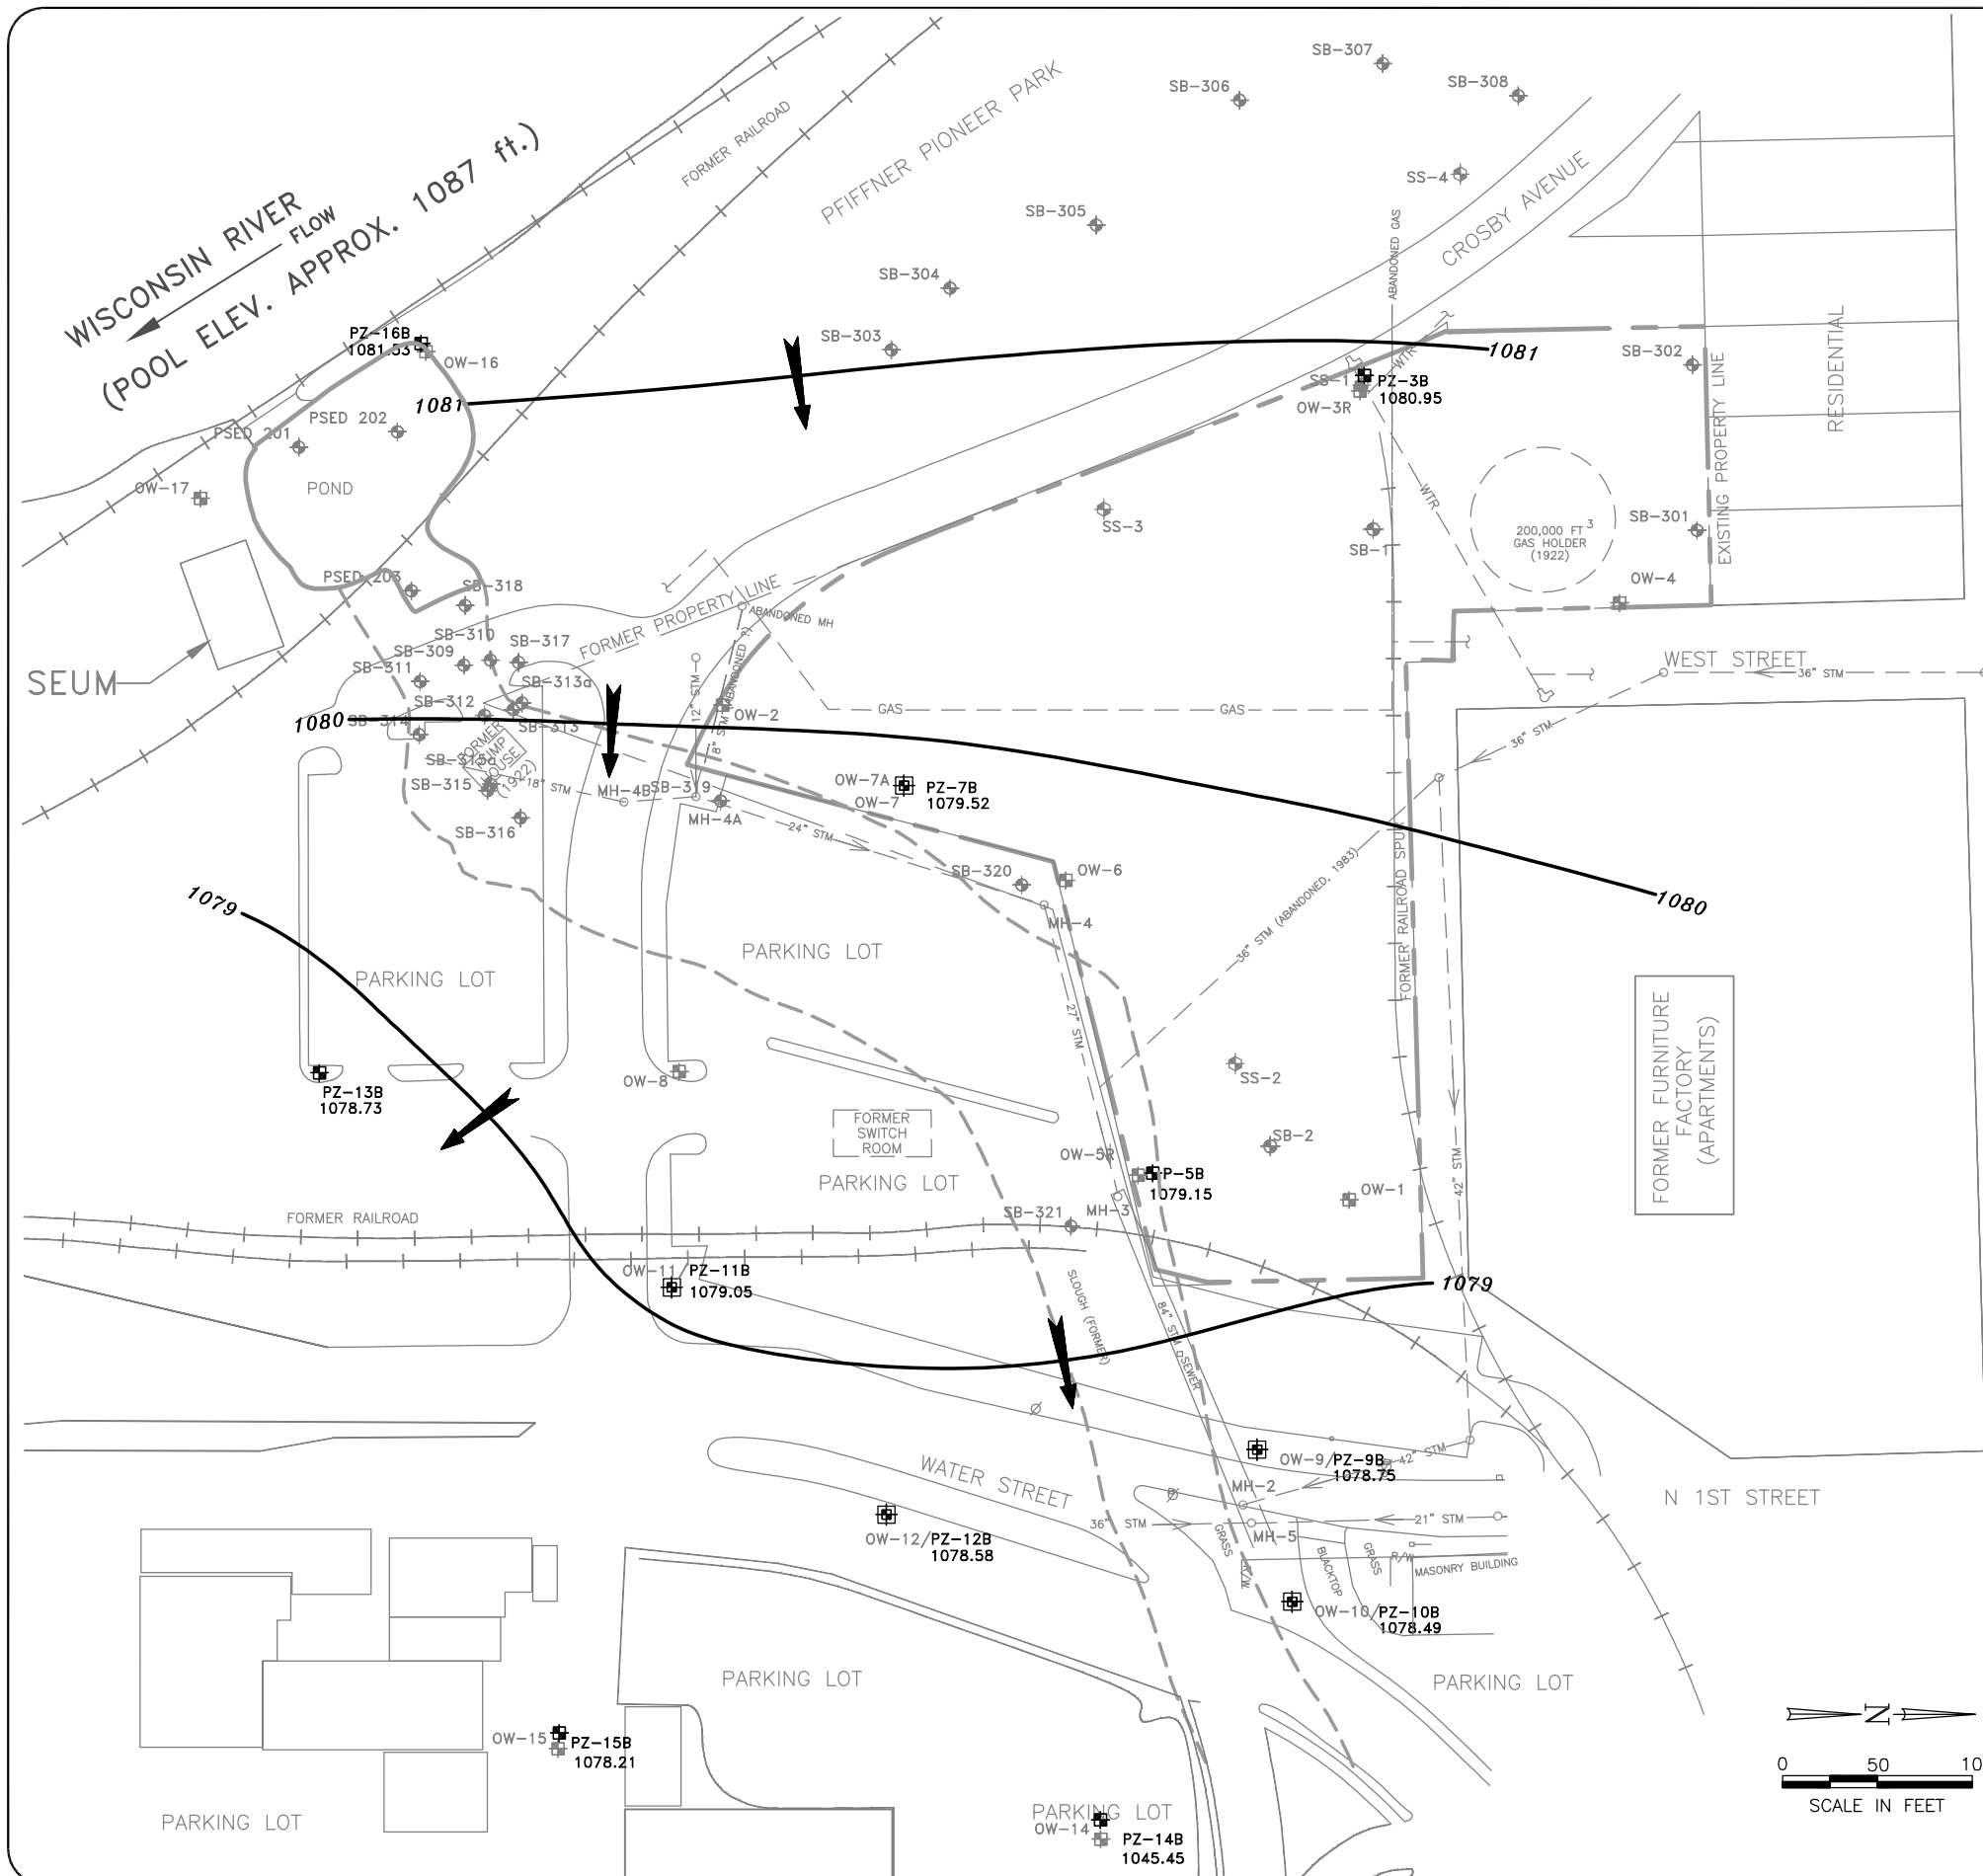 SB-307
SB-306
SB-308
FORMER RAILROAD
PFIFFNER PIONEER PARK
WISCONSIN RIVER
FLOW
(POOL ELEV. APPROX. 1087 ft.)
SS-4
CROSBY AVENUE
SB-305
ABANDONED GAS
SB-304
RESIDENTIAL
PZ-16B
1081.53
OW-16
SB-303
1081
1081
WTR
SB-302
SS-1
PZ-3B
1080.95
OW-3R
EXISTING PROPERTY LINE
PSED 202
PSED 201
POND
OW-17
WTR
SS-3
SB-1
200,000 FT 3
GAS HOLDER
(1922)
SB-301
OW-4
PSED 203
SB-318
FORMER PROPERTY LINE
ABANDONED MH
SB-310
SB-317
SB-309
SB-311
SEUM
SB-313a
SB-312
SB-314
SB-313
1080
12" STM
OW-2
GAS
GAS
WEST STREET
36" STM
36" STM
FORMER
PUMP
HOUSE
(1922)
SB-315a
SB-315
18" STM
MH-4B
SB-319
MH-4A
SB-316
OW-7A
OW-7
PZ-7B
1079.52
24" STM
SB-320
OW-6
MH-4
36" STM (ABANDONED, 1983)
FORMER RAILROAD SPUR
1080
1079
PARKING LOT
PARKING LOT
27" STM
FORMER FURNITURE
FACTORY
(APARTMENTS)
PZ-13B
1078.73
OW-8
SS-2
FORMER
SWITCH
ROOM
SB-2
OW-5R
P-5B
1079.15
42" STM
PARKING LOT
OW-1
MH-3
SB-321
FORMER RAILROAD
OW-11
PZ-11B
1079.05
SLOUGH (FORMER)
84" STM SEWER
1079
WATER STREET
OW-9/PZ-9B
1078.75
42" STM
MH-2
N 1ST STREET
36" STM
21" STM
MH-5
OW-12/PZ-12B
1078.58
GRASS
R/W
BLACKTOP
GRASS
R/W
MASONRY BUILDING
OW-10/PZ-10B
1078.49
PARKING LOT
PARKING LOT
OW-15
PZ-15B
1078.21
N
0 50 10
SCALE IN FEET
PARKING LOT
PARKING LOT
OW-14
PZ-14B
1045.45